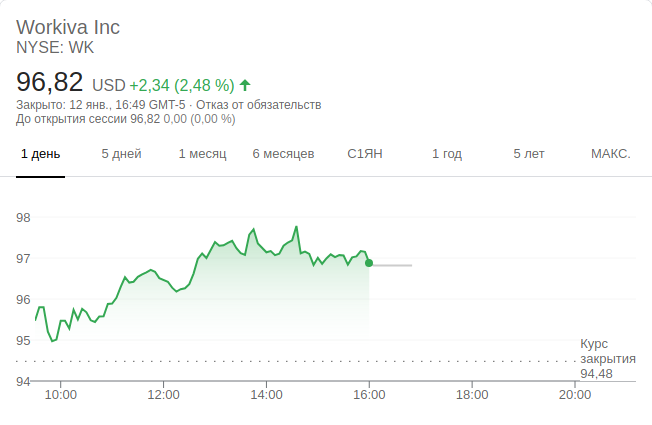 Workiva Inc
NYSE: WK
96,82 USD +2,34 (2,48 %)
Закрыто: 12 янв., 16:49 GMT-5 · Отказ от обязательств
До открытия сессии 96,82 0,00 (0,00 %)
1 день 5 дней 1 месяц 6 месяцев С1ЯН 1 год 5 лет МАКС.
98
97
96
95
Курс
закрытия
94,48
94
10:00 12:00 14:00 16:00 18:00 20:00